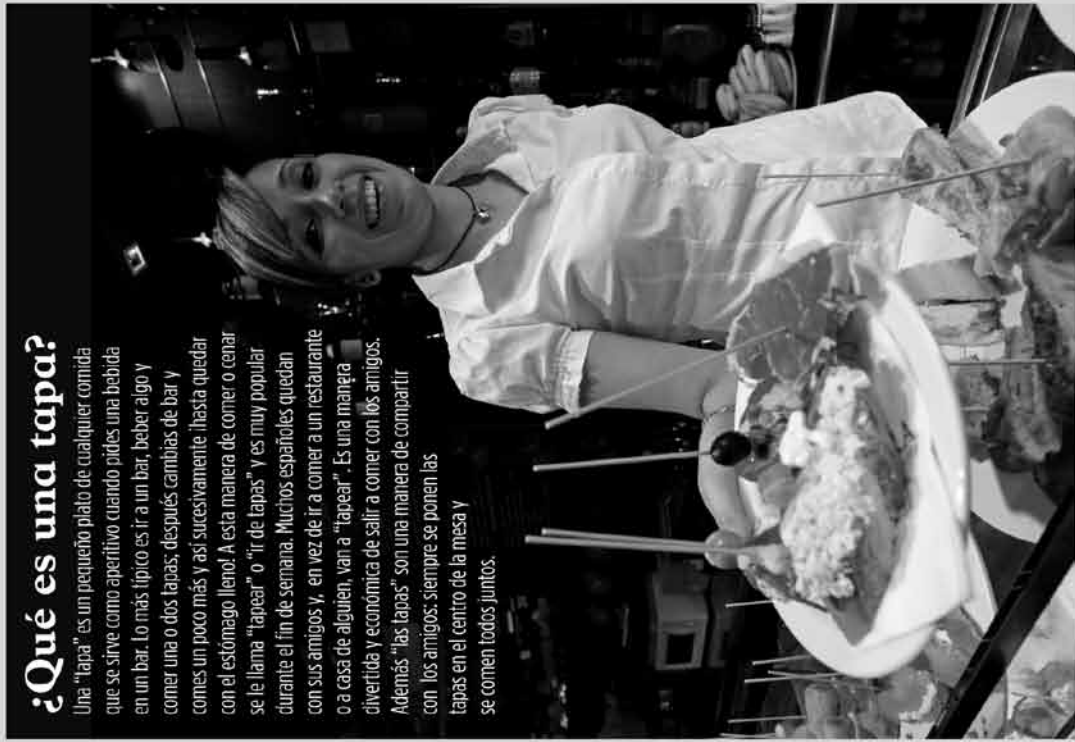 ¿Qué es una tapa?
Una "tapa" es un pequeño plato de cualquier comida
que se sirve como aperitivo cuando pides una bebida
en un bar. Lo más típico es ir a un bar, beber algo y
comer una o dos tapas, después cambias de bar y
comes un poco más y así sucesivamente ¡hasta quedar
con el estómago lleno! A esta manera de comer o cenar
se le llama "tapear" o "ir de tapas" y es muy popular
durante el fin de semana. Muchos españoles quedan
con sus amigos y, en vez de ir a comer a un restaurante
o a casa de alguien, van a "tapear". Es una manera
divertida y económica de salir a comer con los amigos.
Además "las tapas" son una manera de compartir
con los amigos: siempre se ponen las
tapas en el centro de la mesa y
se comen todos juntos.